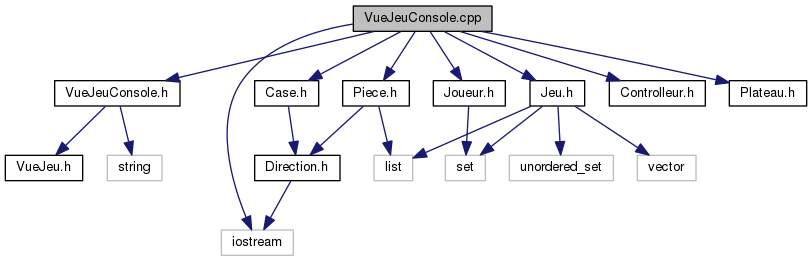 VueJeuConsole.cpp
VueJeuConsole.h
Case.h
Piece.h
Joueur.h
Jeu.h
Controlleur.h
Plateau.h
VueJeu.h
string
Direction.h
list
set
unordered_set
vector
iostream